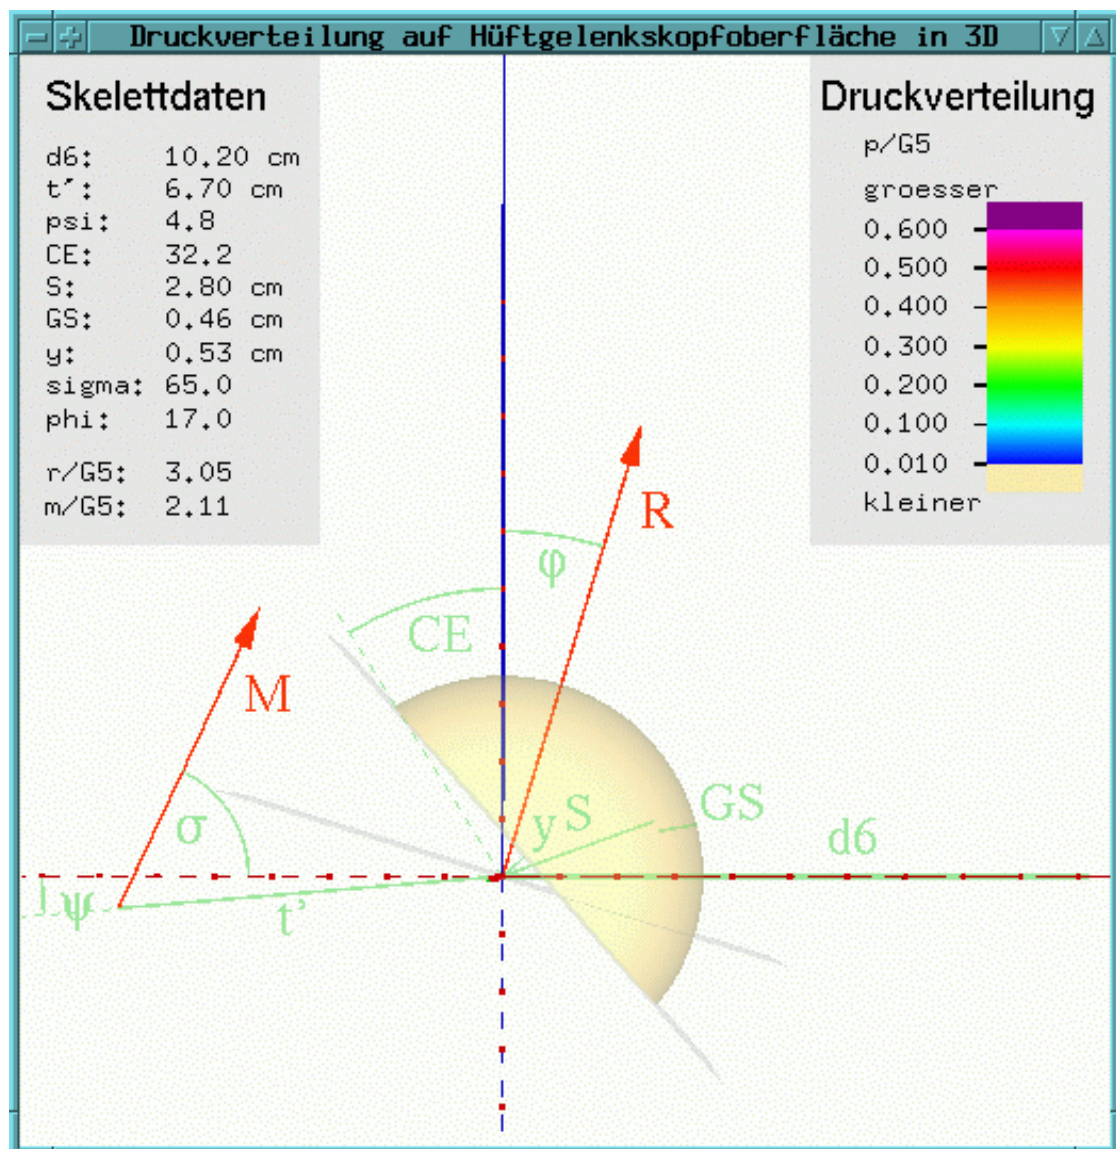 Druckverteilung auf Hüftgelenkskopfoberfläche in 3D
Skelettdaten
d6: 10.20 cm
t´: 6.70 cm
psi: 4.8
CE: 32.2
S: 2.80 cm
GS: 0.46 cm
y: 0.53 cm
sigma: 65.0
phi: 17.0
r/G5: 3.05
m/G5: 2.11
Druckverteilung
p/G5
groesser
0.600
0.500
0.400
0.300
0.200
0.100
0.010
kleiner
R
φ
CE
M
GS
S
y
σ
d6
ψ
t’